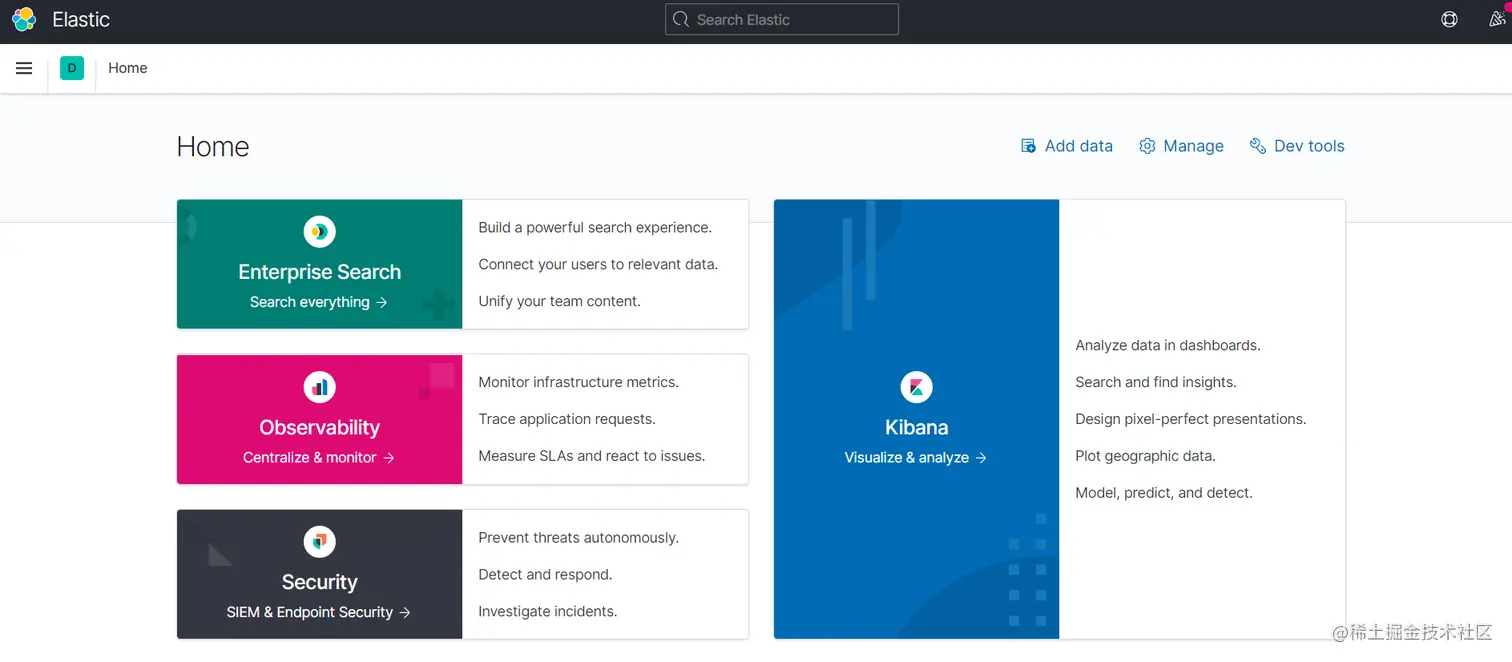 Elastic
Search Elastic
D
Home
Home
Add data
Manage
Dev tools
Enterprise Search
Search everything →
Build a powerful search experience.
Connect your users to relevant data.
Unify your team content.
Observability
Centralize & monitor →
Monitor infrastructure metrics.
Trace application requests.
Measure SLAs and react to issues.
Security
SIEM & Endpoint Security →
Prevent threats autonomously.
Detect and respond.
Investigate incidents.
Kibana
Visualize & analyze →
Analyze data in dashboards.
Search and find insights.
Design pixel-perfect presentations.
Plot geographic data.
Model, predict, and detect.
@稀土掘金技术社区